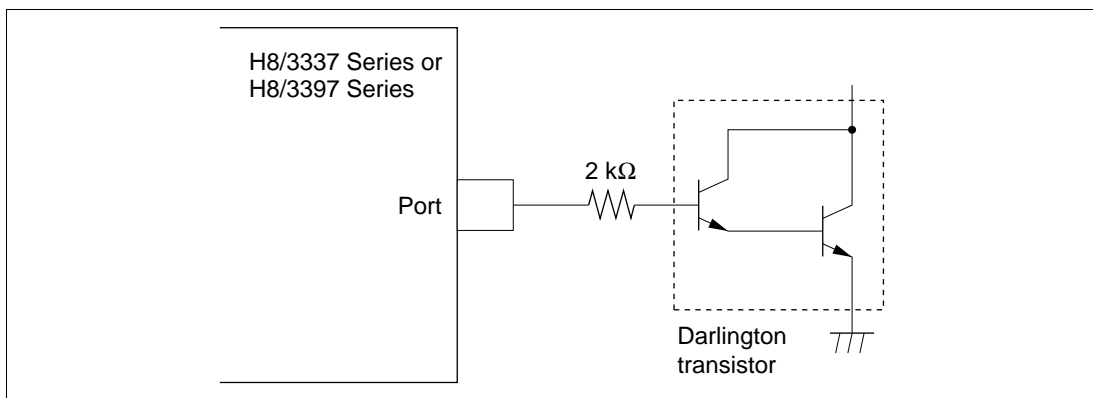 H8/3337 Series or
H8/3397 Series
2 kΩ
Port
Darlington
transistor